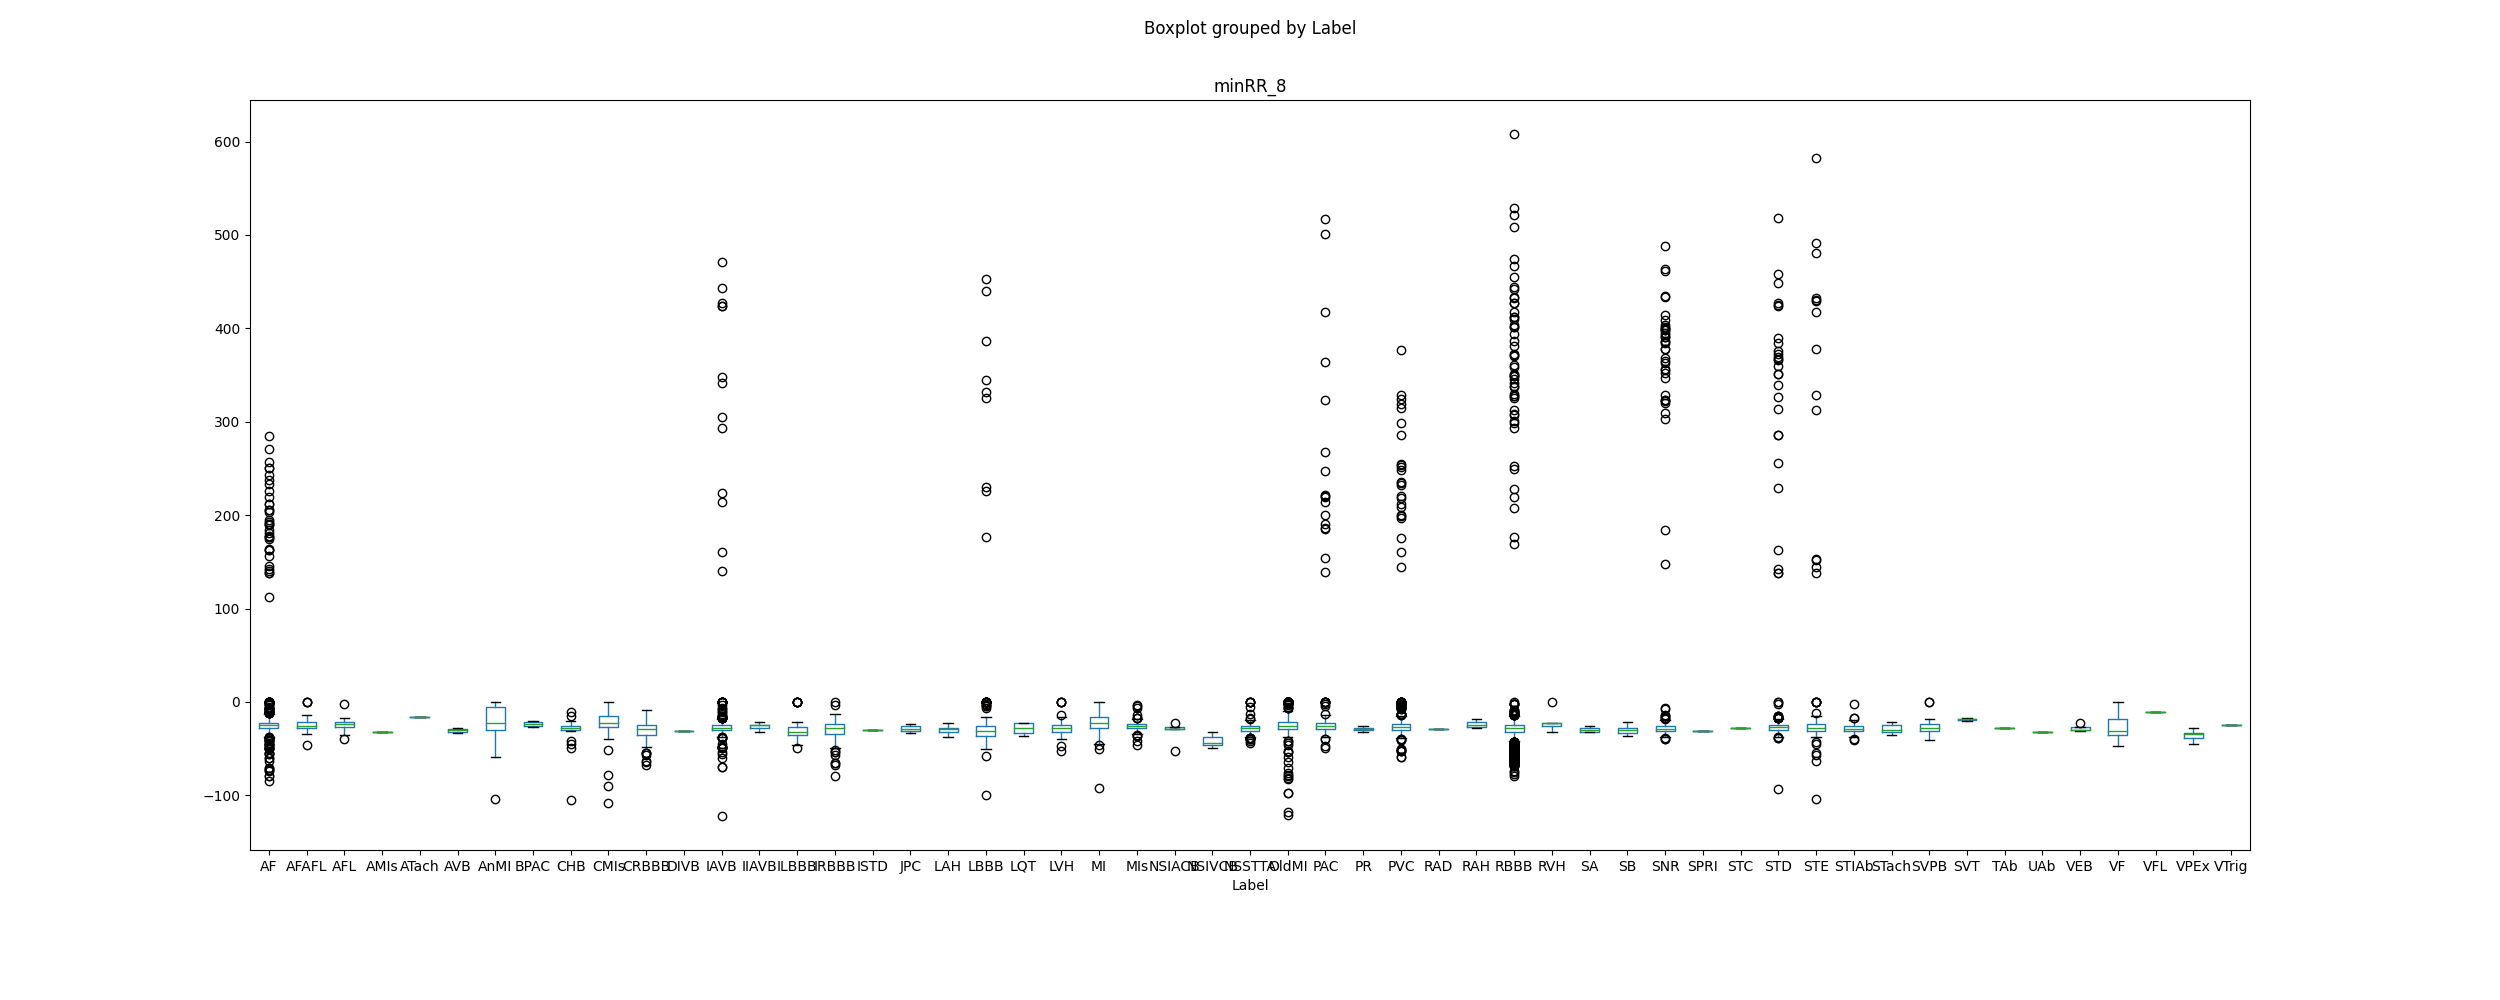 Boxplot grouped by Label
minRR_8
600
500
400
300
200
100
0
−100
AF AFAFL AFL AMIs ATach AVB AnMI BPAC CHB CMIs CRBBB DIVB IAVB IIAVB ILBBB IRBBB ISTD JPC LAH LBBB LQT LVH MI MIs NSIACB NSIVCB NSSTTA OldMI PAC PR PVC RAD RAH RBBB RVH SA SB SNR SPRI STC STD STE STIAb STach SVPB SVT TAb UAb VEB VF VFL VPEx VTrig
Label